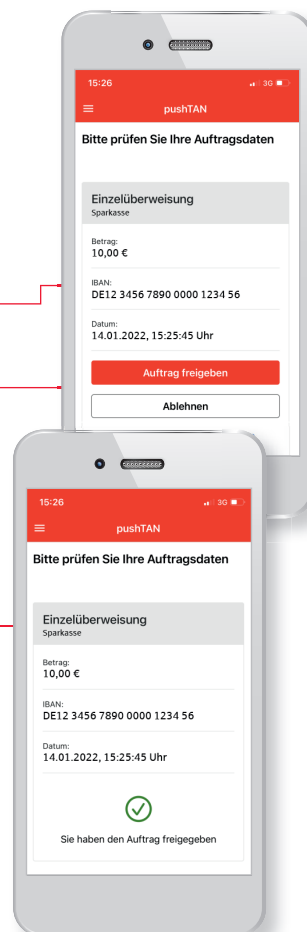 15:26 3G
pushTAN
Bitte prüfen Sie Ihre Auftragsdaten
Einzelüberweisung
Sparkasse
Betrag:
10,00 €
IBAN:
DE12 3456 7890 0000 1234 56
Datum:
14.01.2022, 15:25:45 Uhr
Auftrag freigeben
Ablehnen
15:26 3G
pushTAN
Bitte prüfen Sie Ihre Auftragsdaten
Einzelüberweisung
Sparkasse
Betrag:
10,00 €
IBAN:
DE12 3456 7890 0000 1234 56
Datum:
14.01.2022, 15:25:45 Uhr
Sie haben den Auftrag freigegeben